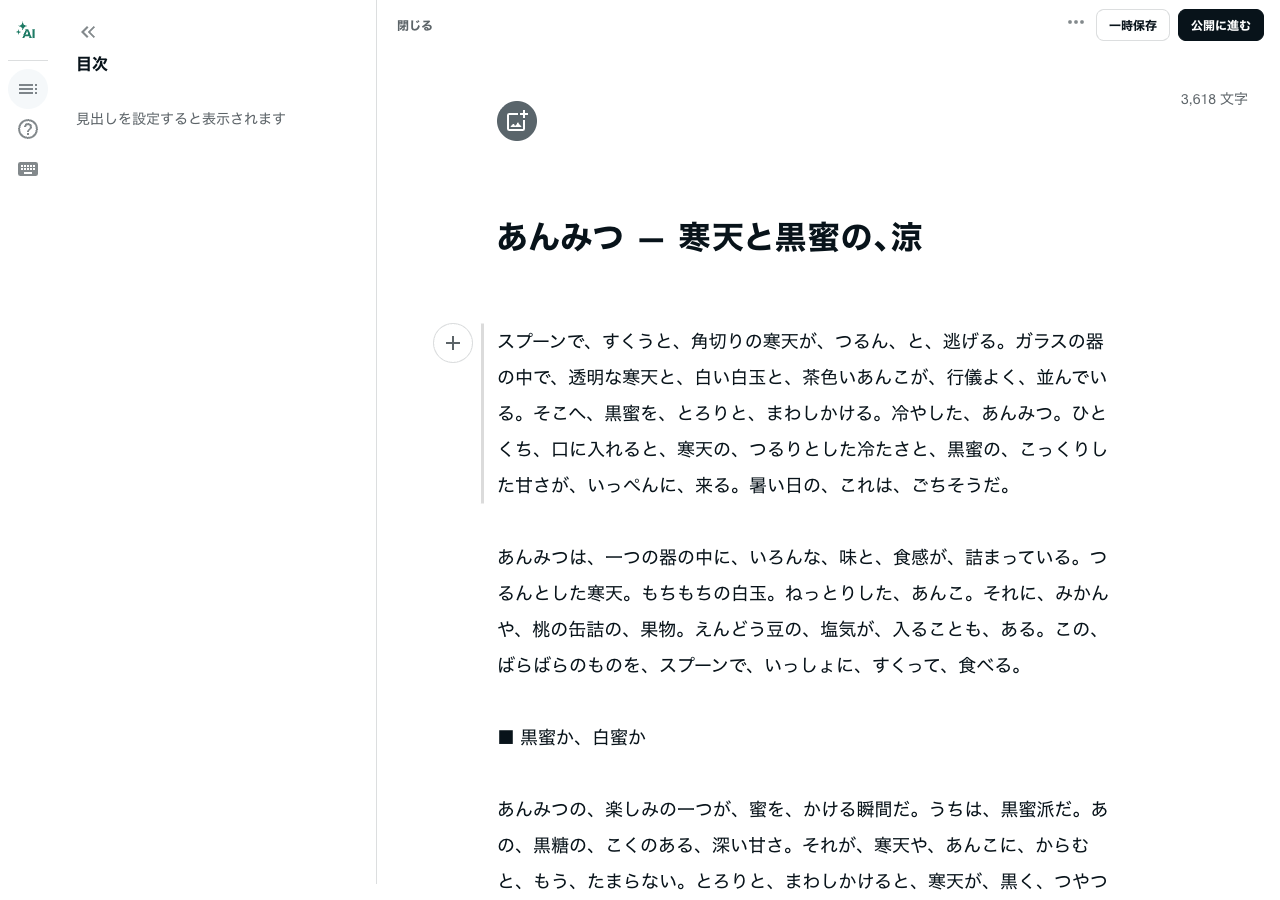 AI
目次
見出しを設定すると表示されます
閉じる
一時保存
公開に進む
3,618 文字
あんみつ — 寒天と黒蜜の、涼
スプーンで、すくうと、角切りの寒天が、つるん、と、逃げる。ガラスの器
の中で、透明な寒天と、白い白玉と、茶色いあんこが、行儀よく、並んでい
る。そこへ、黒蜜を、とろりと、まわしかける。冷やした、あんみつ。ひと
くち、口に入れると、寒天の、つるりとした冷たさと、黒蜜の、こっくりし
た甘さが、いっぺんに、来る。暑い日の、これは、ごちそうだ。
あんみつは、一つの器の中に、いろんな、味と、食感が、詰まっている。つ
るんとした寒天。もちもちの白玉。ねっとりした、あんこ。それに、みかん
や、桃の缶詰の、果物。えんどう豆の、塩気が、入ることも、ある。この、
ばらばらのものを、スプーンで、いっしょに、すくって、食べる。
■ 黒蜜か、白蜜か
あんみつの、楽しみの一つが、蜜を、かける瞬間だ。うちは、黒蜜派だ。あ
の、黒糖の、こくのある、深い甘さ。それが、寒天や、あんこに、からむ
と、もう、たまらない。とろりと、まわしかけると、寒天が、黒く、つやつ